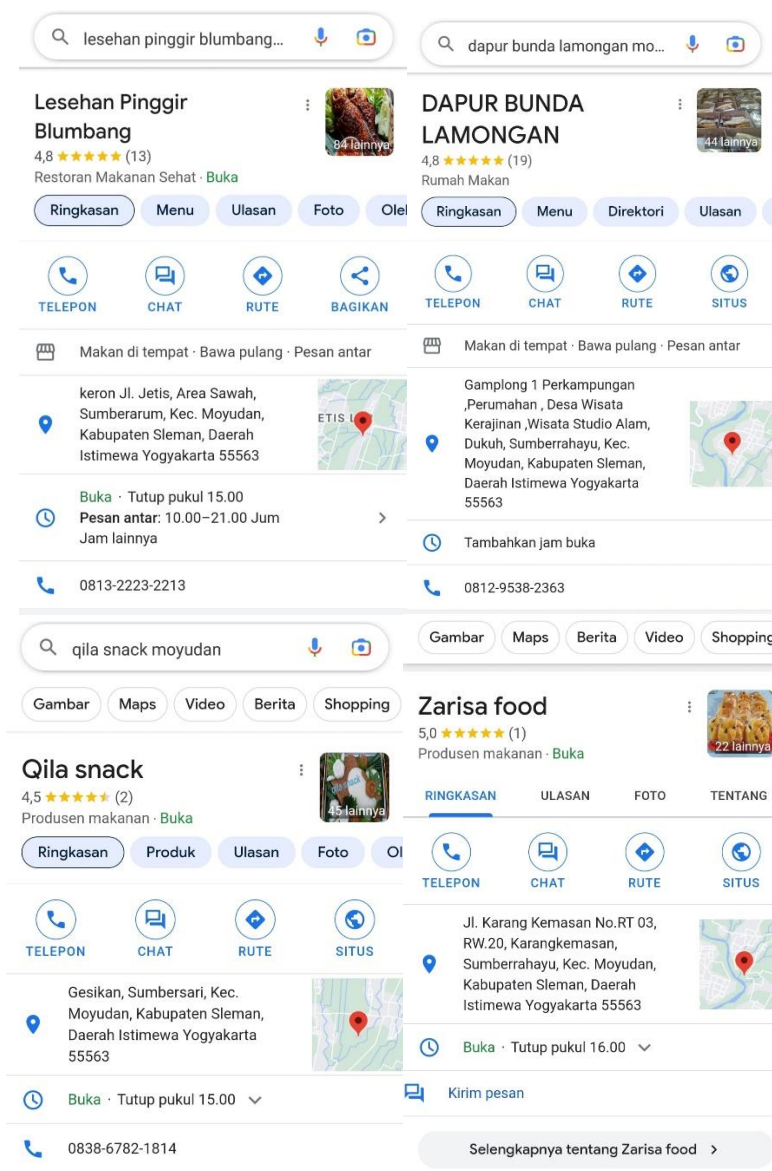 lesehan pinggir blumbang...
Lesehan Pinggir
Blumbang
84 lainnya
4,8 (13)
Restoran Makanan Sehat · Buka
Ringkasan Menu Ulasan Foto Olel
TELEPON CHAT RUTE BAGIKAN
Makan di tempat · Bawa pulang · Pesan antar
keron Jl. Jetis, Area Sawah,
Sumberarum, Kec. Moyudan,
Kabupaten Sleman, Daerah
Istimewa Yogyakarta 55563
Buka · Tutup pukul 15.00
Pesan antar: 10.00–21.00 Jum
Jam lainnya
0813-2223-2213
dapur bunda lamongan mo...
DAPUR BUNDA
LAMONGAN
44 lainnya
4,8 (19)
Rumah Makan
Ringkasan Menu Direktori Ulasan
TELEPON CHAT RUTE SITUS
Makan di tempat · Bawa pulang · Pesan antar
Gamplong 1 Perkampungan
,Perumahan , Desa Wisata
Kerajinan ,Wisata Studio Alam,
Dukuh, Sumberrahayu, Kec.
Moyudan, Kabupaten Sleman,
Daerah Istimewa Yogyakarta
55563
Tambahkan jam buka
0812-9538-2363
qila snack moyudan
Gambar Maps Video Berita Shopping
Qila snack
45 lainnya
4,5 (2)
Produsen makanan · Buka
Ringkasan Produk Ulasan Foto Ol
TELEPON CHAT RUTE SITUS
Gesikan, Sumbersari, Kec.
Moyudan, Kabupaten Sleman,
Daerah Istimewa Yogyakarta
55563
Buka · Tutup pukul 15.00
0838-6782-1814
Gambar Maps Berita Video Shopping
Zarisa food
22 lainnya
5,0 (1)
Produsen makanan · Buka
RINGKASAN ULASAN FOTO TENTANG
TELEPON CHAT RUTE SITUS
Jl. Karang Kemasan No.RT 03,
RW.20, Karangkemasan,
Sumberrahayu, Kec. Moyudan,
Kabupaten Sleman, Daerah
Istimewa Yogyakarta 55563
Buka · Tutup pukul 16.00
Kirim pesan
Selengkapnya tentang Zarisa food